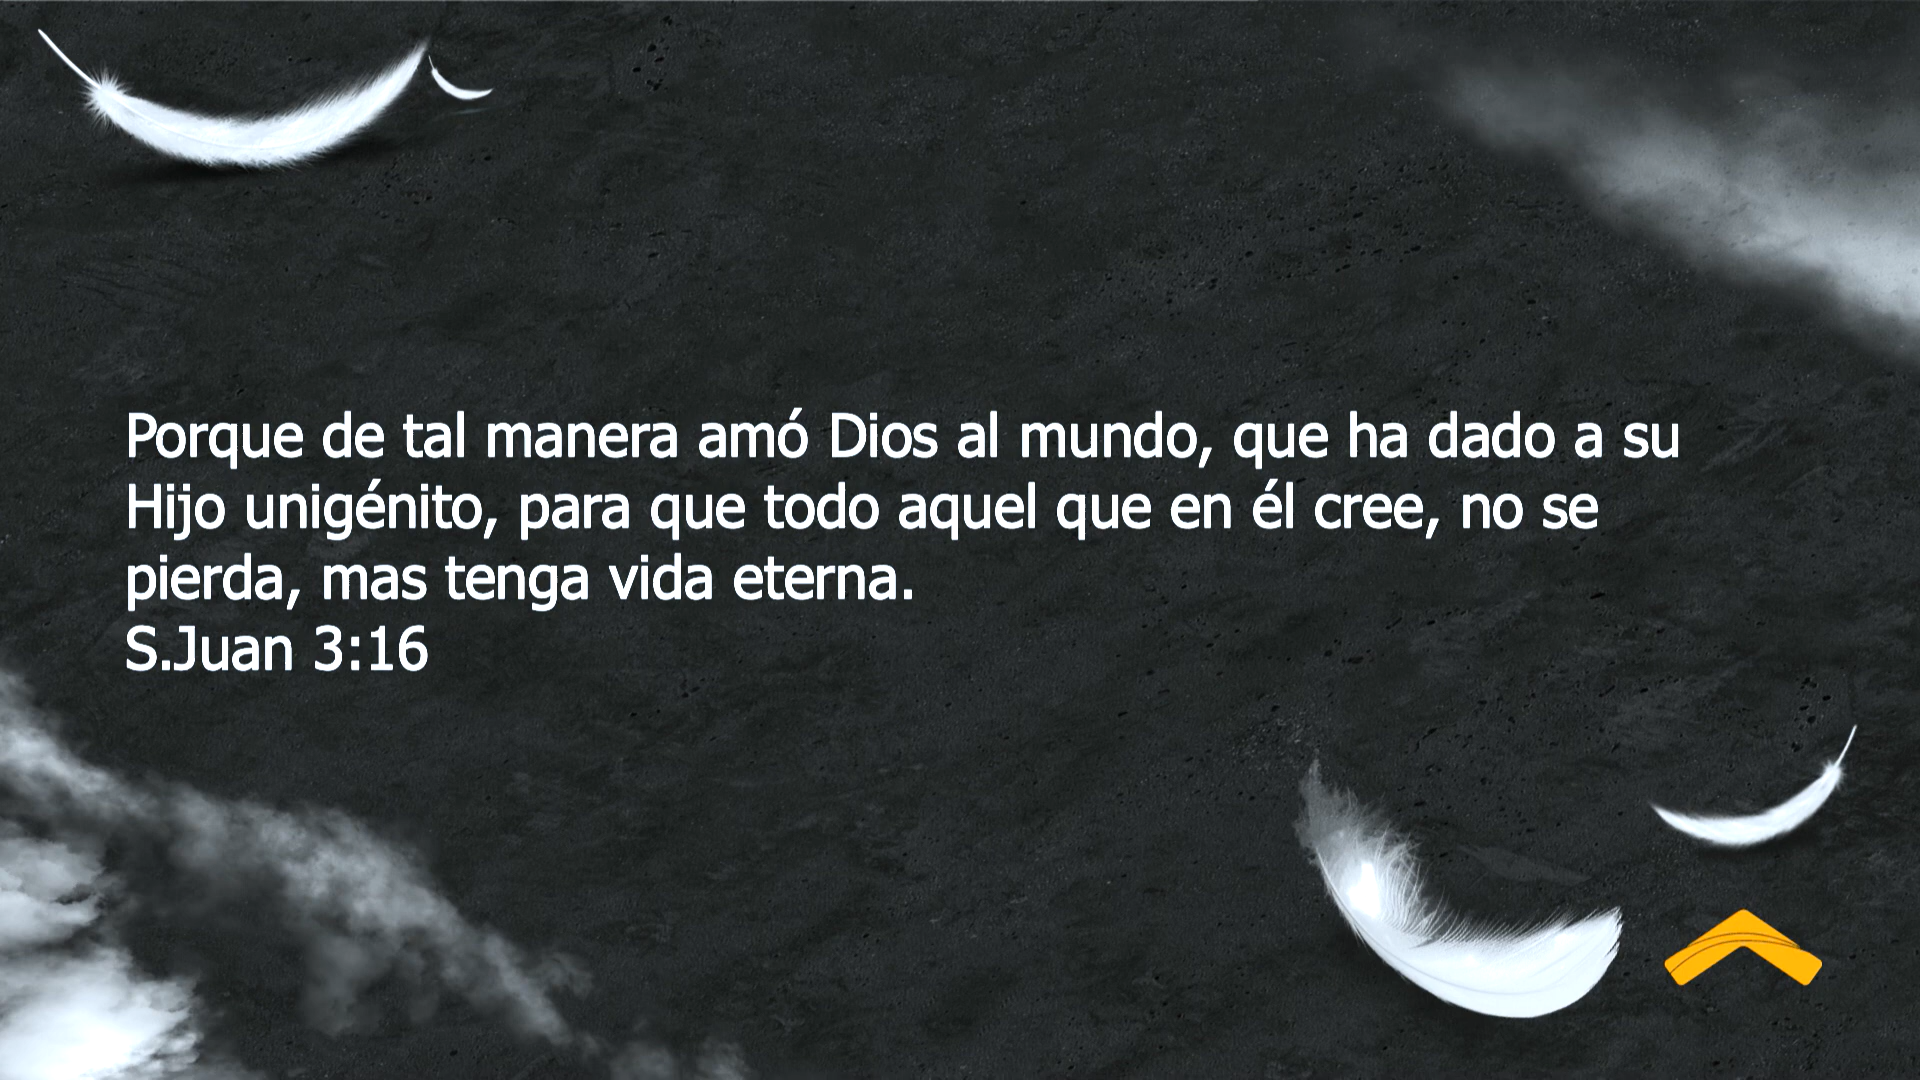 Porque de tal manera amó Dios al mundo, que ha dado a su
Hijo unigénito, para que todo aquel que en él cree, no se
pierda, mas tenga vida eterna.
S.Juan 3:16